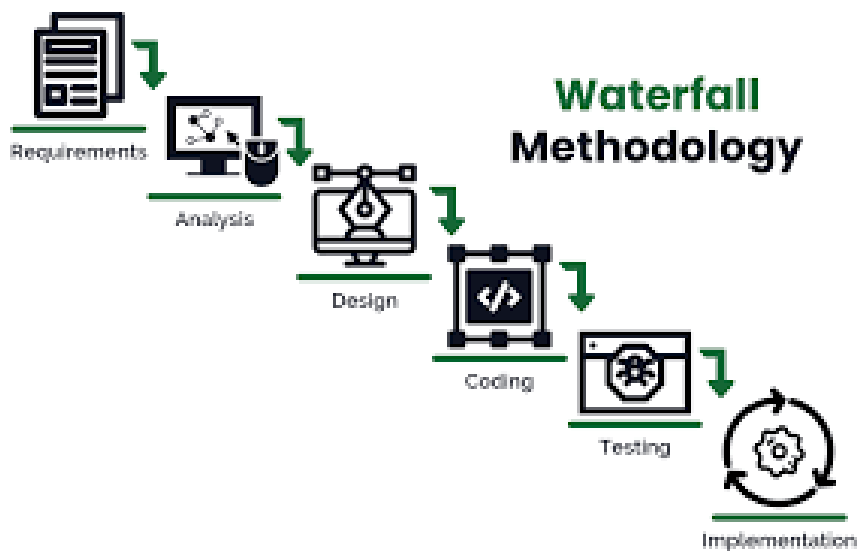 Waterfall
Methodology
Requirements
Analysis
Design
</>
Coding
Testing
Implementation